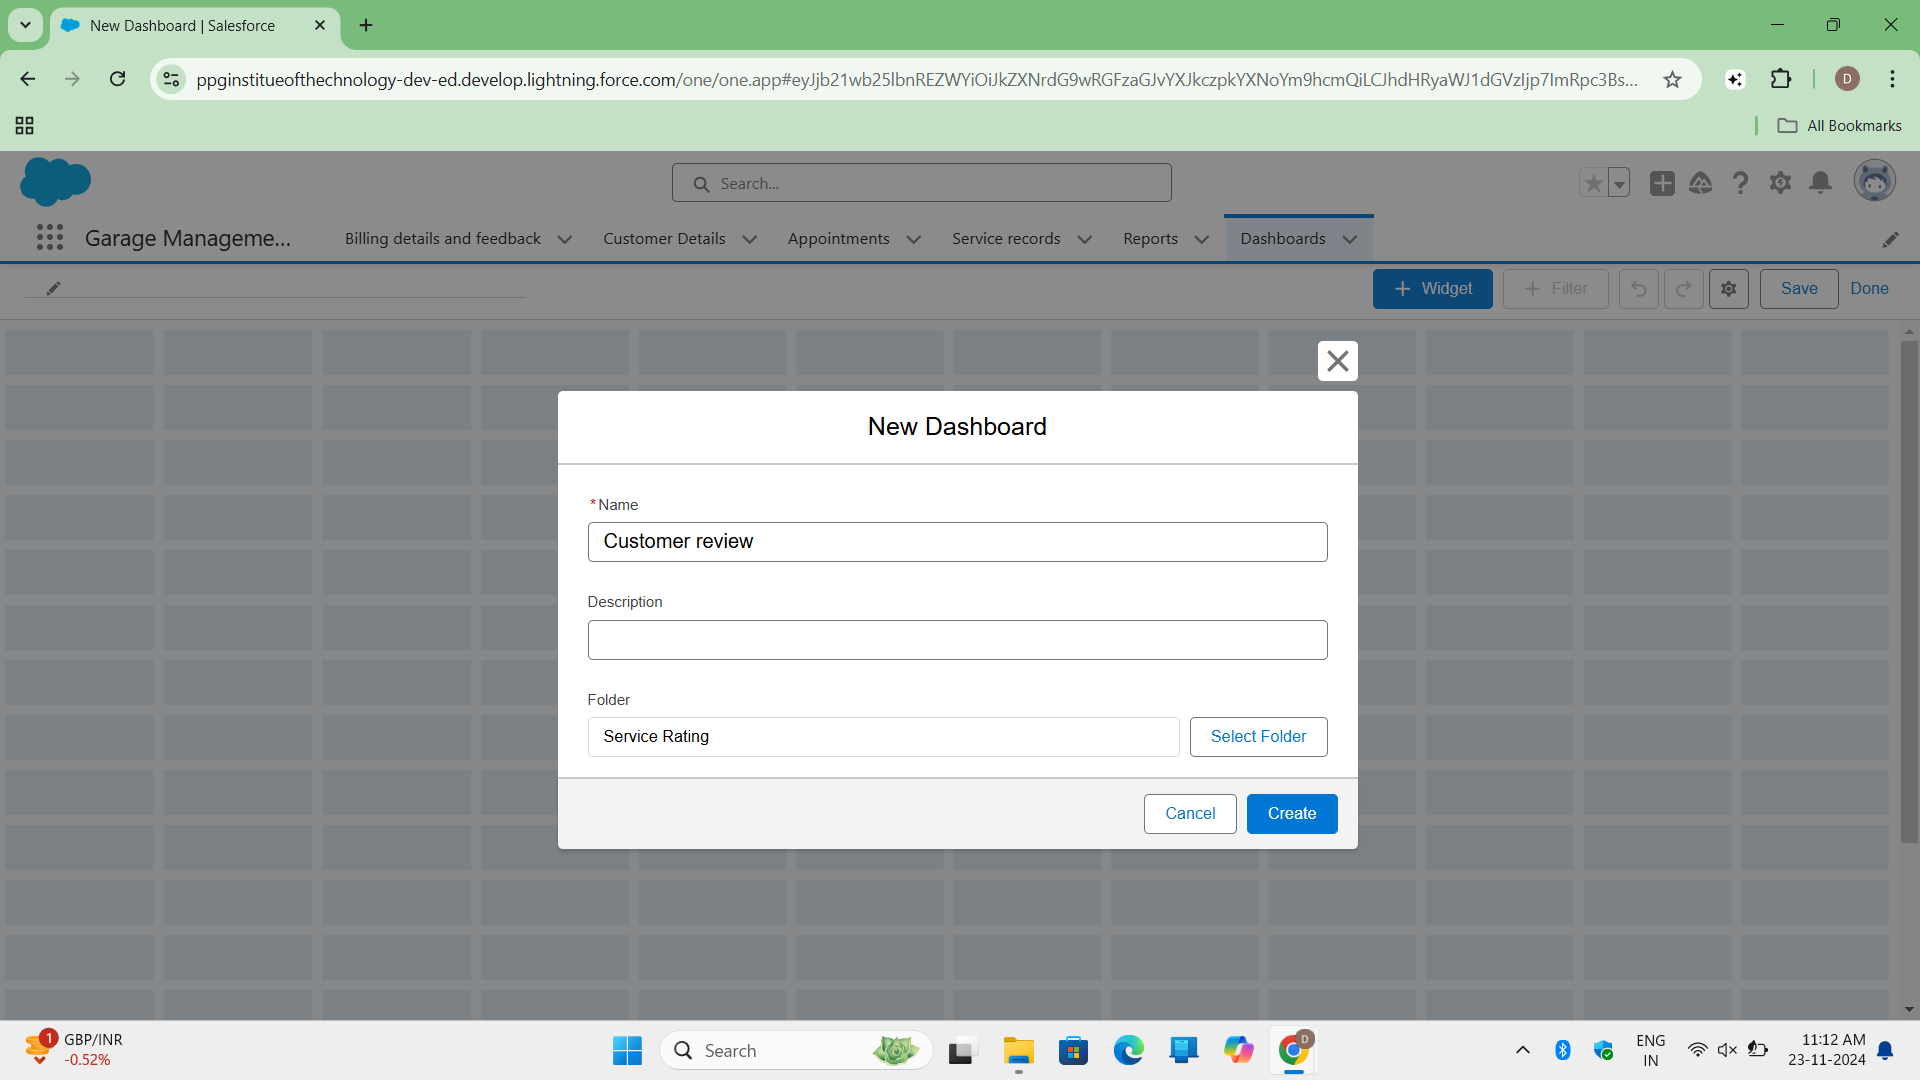 New Dashboard | Salesforce
ppginstitueofthechnology-dev-ed.develop.lightning.force.com/one/one.app#eyJjb21wb25lbnREZWYiOiJkZXNrdG9wRGFzaGJvYXJkczpkYXNoYm9hcmQiLCJhdHRyaWJ1dGVzIjp7ImRpc3Bs...
D
All Bookmarks
Search...
Garage Manageme...
Billing details and feedback
Customer Details
Appointments
Service records
Reports
Dashboards
+ Widget
+ Filter
Save
Done
New Dashboard
*Name
Customer review
Description
Folder
Service Rating
Select Folder
Cancel
Create
1
GBP/INR
-0.52%
Search
D
ENG
IN
11:12 AM
23-11-2024